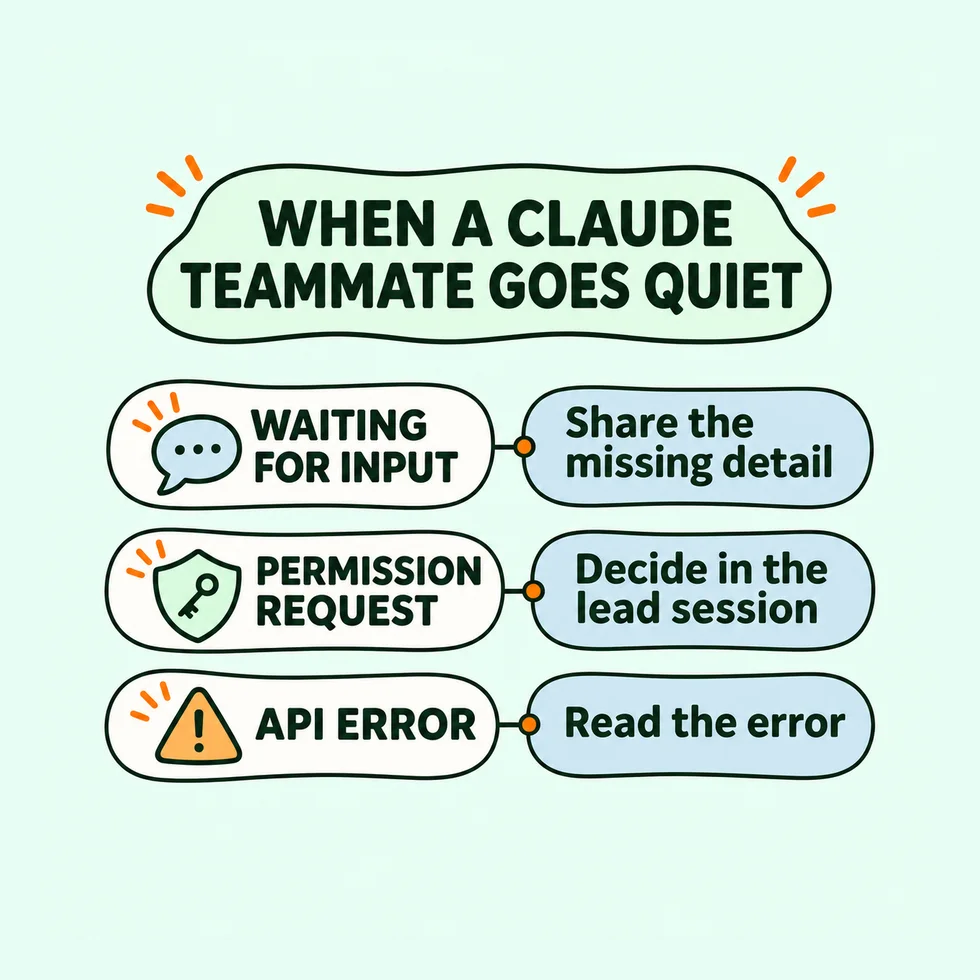 WHEN A CLAUDE
TEAMMATE GOES QUIET
WAITING
FOR INPUT
Share the
missing detail
PERMISSION
REQUEST
Decide in the
lead session
API ERROR
Read the error